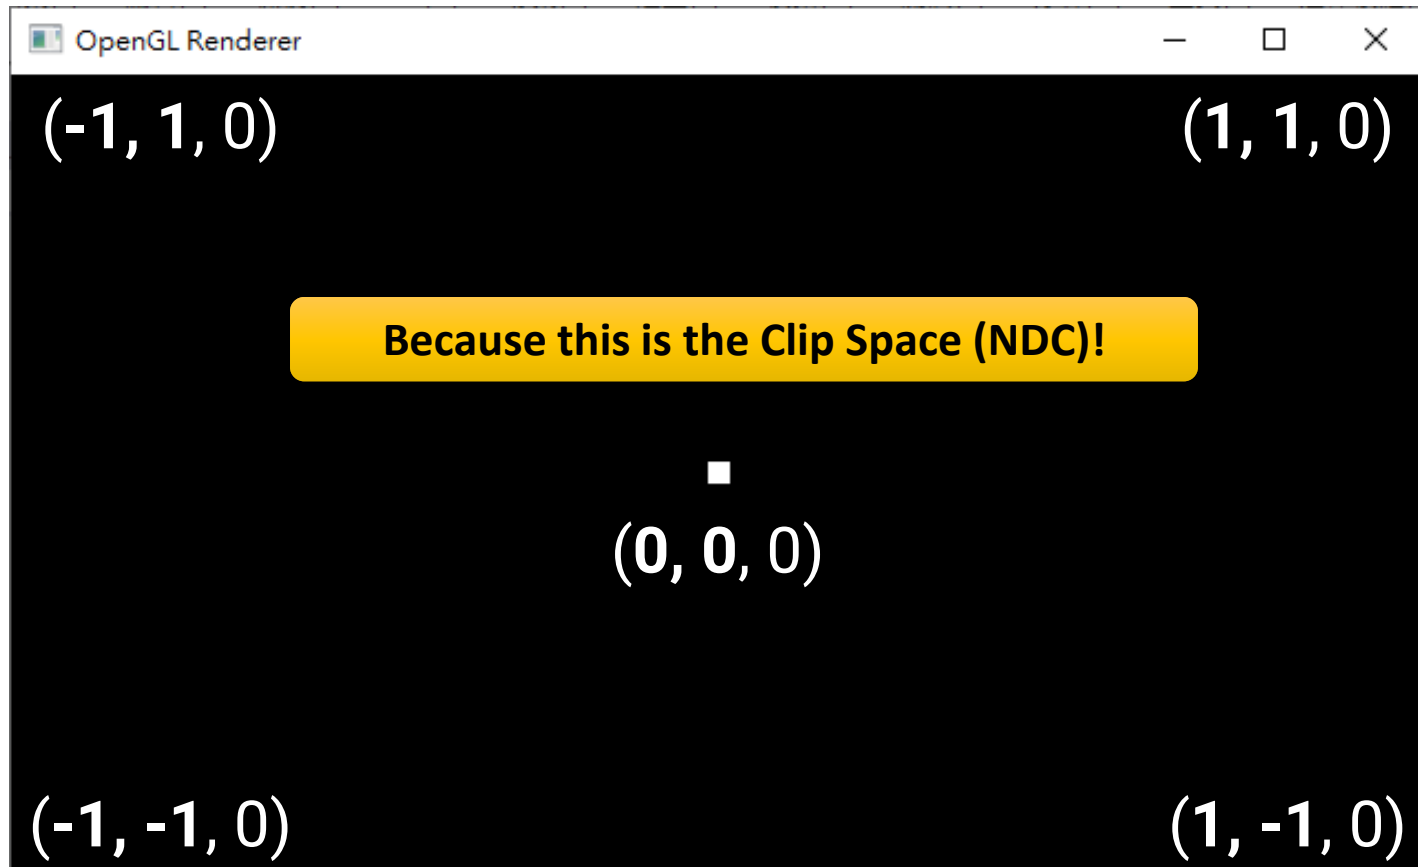 OpenGL Renderer
(-1, 1, 0)
(1, 1, 0)
Because this is the Clip Space (NDC)!
(0, 0, 0)
(-1, -1, 0)
(1, -1, 0)